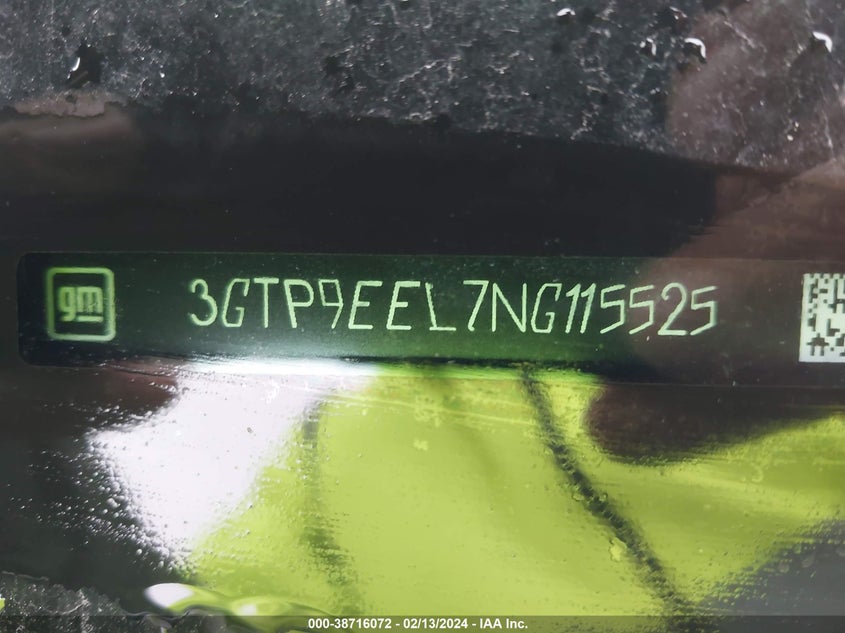 gm 3GTP9EEL7NG115525
000-38716072 - 02/13/2024 - IAA Inc.